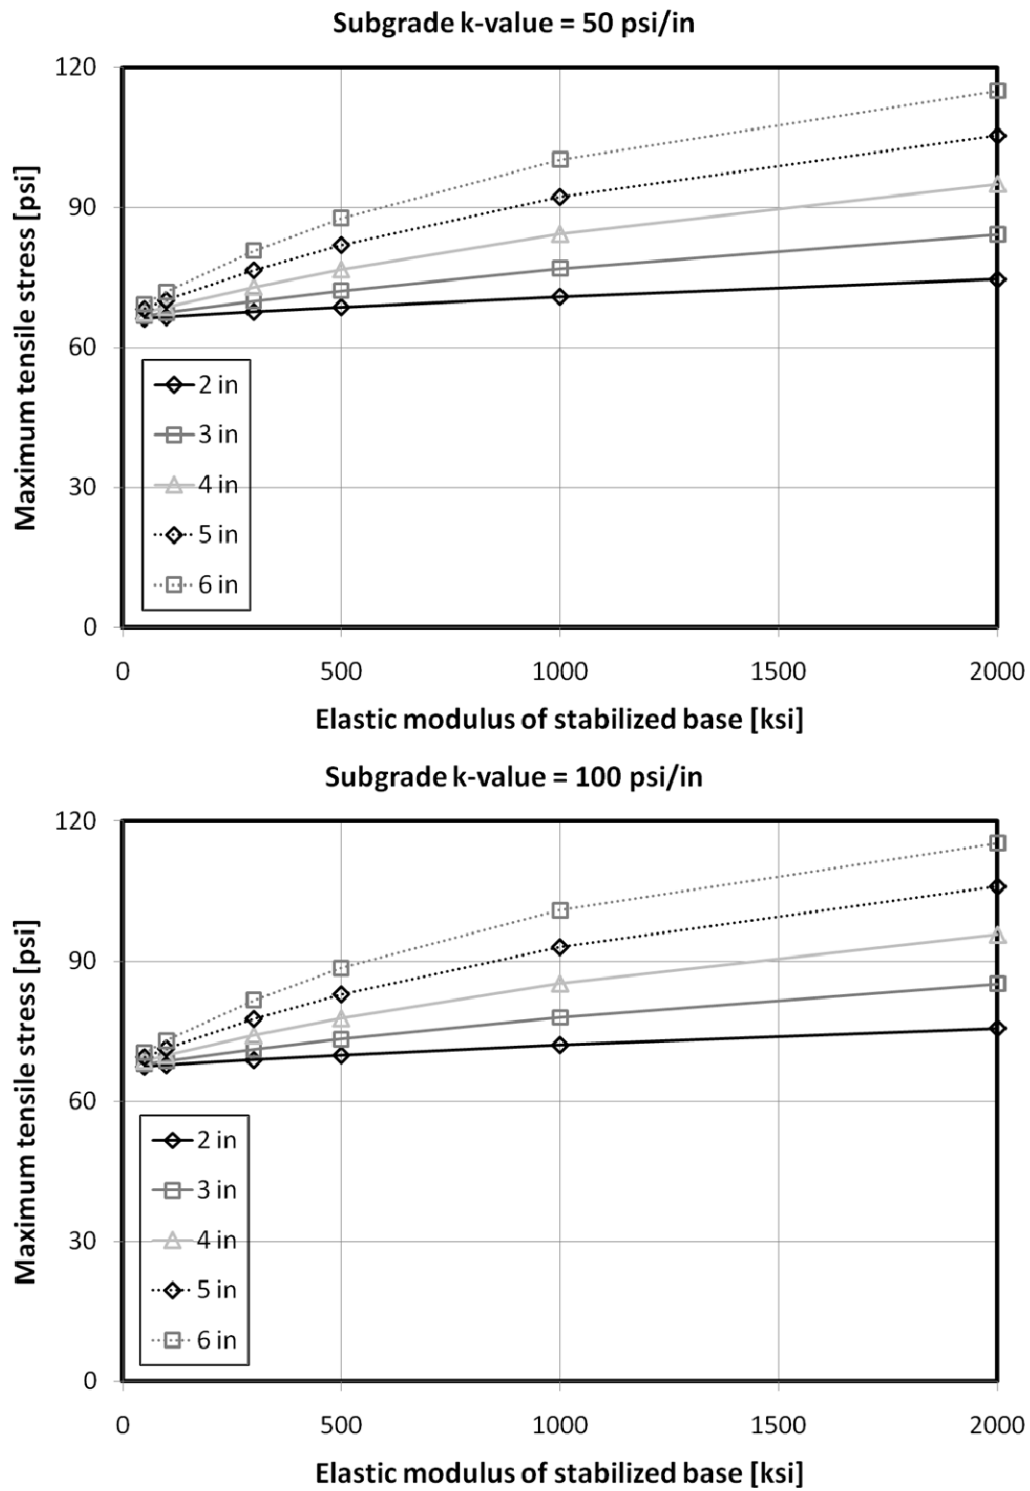 Subgrade k-value = 50 psi/in
120
90
60
30
0
Maximum tensile stress [psi]
2 in
3 in
4 in
5 in
6 in
0 500 1000 1500 2000
Elastic modulus of stabilized base [ksi]
Subgrade k-value = 100 psi/in
120
90
60
30
0
Maximum tensile stress [psi]
2 in
3 in
4 in
5 in
6 in
0 500 1000 1500 2000
Elastic modulus of stabilized base [ksi]